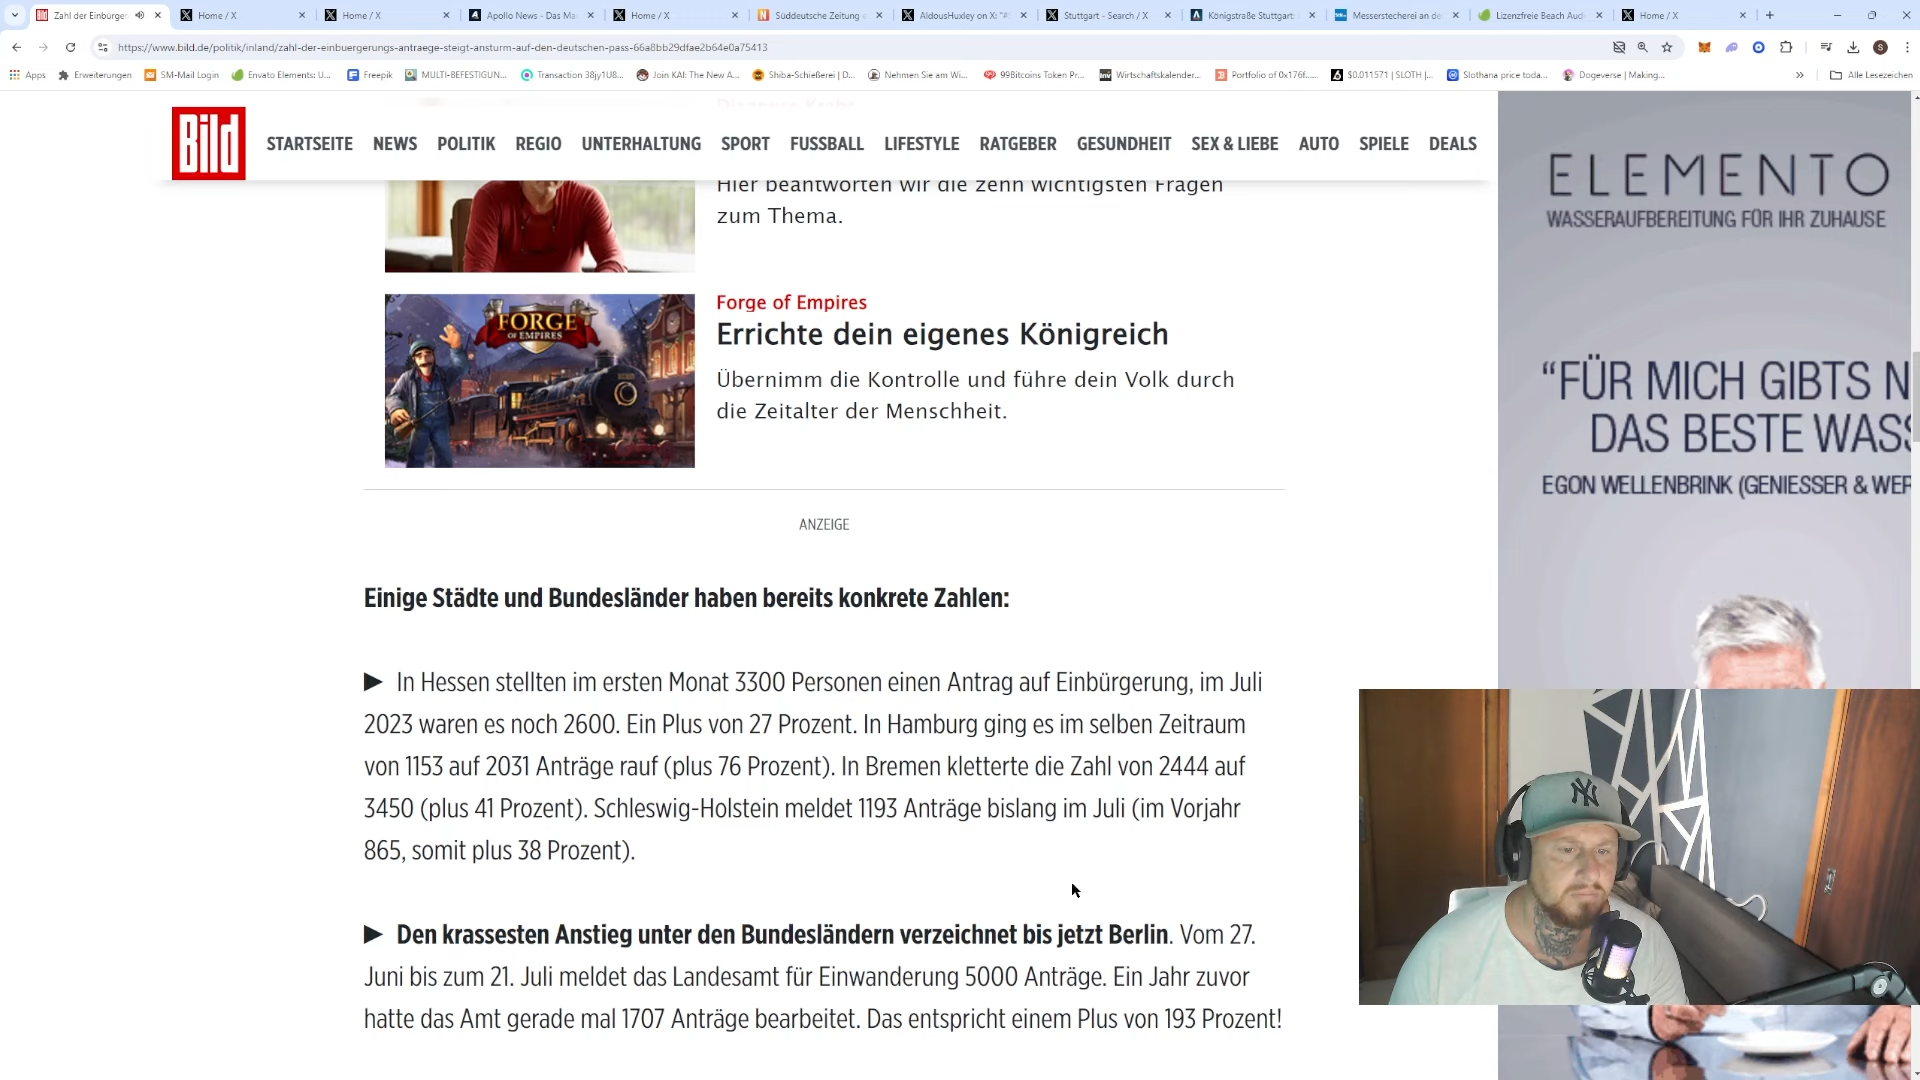 Zahl der Einbürgen
Home / X
Home / X
Apollo News - Das Ma
Home / X
Süddeutsche Zeitung
AldousHuxley on X: "#
Stuttgart - Search / X
Königstraße Stuttgart:
Messerstecherei an de
Lizenzfreie Beach Aud
Home / X
https://www.bild.de/politik/inland/zahl-der-einbuergerungs-antraege-steigt-ansturm-auf-den-deutschen-pass-66a8bb29dfae2b64e0a75413
Apps
Erweiterungen
SM-Mail Login
Envato Elements: U...
Freepik
MULTI-BEFESTIGUN...
Transaction 38jy1U8...
Join KAI: The New A...
Shiba-Schießerei | D...
Nehmen Sie am Wi...
99Bitcoins Token Pr...
Wirtschaftskalender...
Portfolio of 0x176f...
$0.011571 | SLOTH |...
Slothana price toda...
Dogeverse | Making...
Alle Lesezeichen
Bild
STARTSEITE NEWS POLITIK REGIO UNTERHALTUNG SPORT FUSSBALL LIFESTYLE RATGEBER GESUNDHEIT SEX & LIEBE AUTO SPIELE DEALS
Hier beantworten wir die zehn wichtigsten Fragen
zum Thema.
FORGE
OF EMPIRES
Forge of Empires
Errichte dein eigenes Königreich
Übernimm die Kontrolle und führe dein Volk durch
die Zeitalter der Menschheit.
ANZEIGE
Einige Städte und Bundesländer haben bereits konkrete Zahlen:
► In Hessen stellten im ersten Monat 3300 Personen einen Antrag auf Einbürgerung, im Juli
2023 waren es noch 2600. Ein Plus von 27 Prozent. In Hamburg ging es im selben Zeitraum
von 1153 auf 2031 Anträge rauf (plus 76 Prozent). In Bremen kletterte die Zahl von 2444 auf
3450 (plus 41 Prozent). Schleswig-Holstein meldet 1193 Anträge bislang im Juli (im Vorjahr
865, somit plus 38 Prozent).
► Den krassesten Anstieg unter den Bundesländern verzeichnet bis jetzt Berlin. Vom 27.
Juni bis zum 21. Juli meldet das Landesamt für Einwanderung 5000 Anträge. Ein Jahr zuvor
hatte das Amt gerade mal 1707 Anträge bearbeitet. Das entspricht einem Plus von 193 Prozent!
ELEMENTO
WASSERAUFBEREITUNG FÜR IHR ZUHAUSE
"FÜR MICH GIBTS N
DAS BESTE WASS
EGON WELLENBRINK (GENIESSER & WER
NY